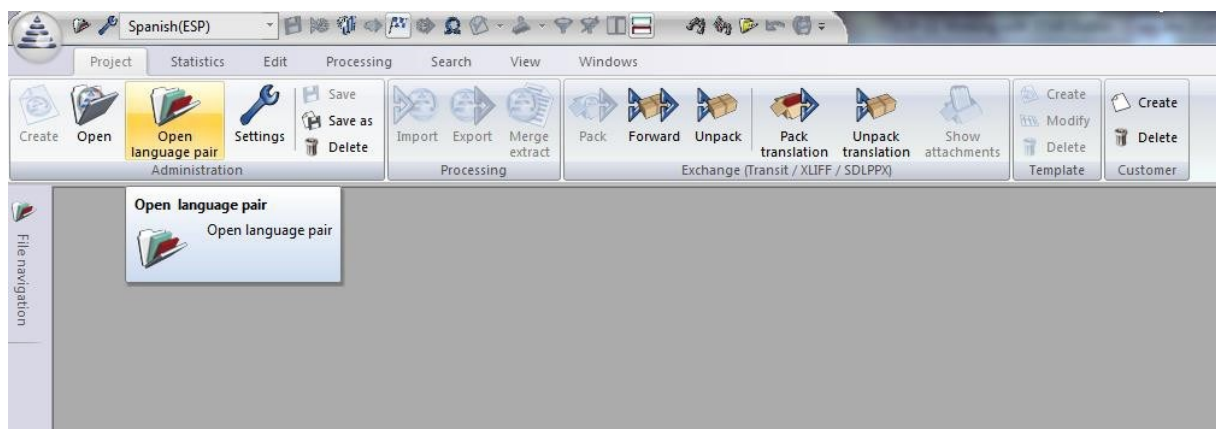 Spanish(ESP)
Project Statistics Edit Processing Search View Windows
Create Open Open language pair Settings Save Save as Delete Import Export Merge extract Pack Forward Unpack Pack translation Unpack translation Show attachments Create Modify Delete Create Delete
Administration Processing Exchange (Transit / XLIFF / SDLPPX) Template Customer
Open language pair
Open language pair
File navigation